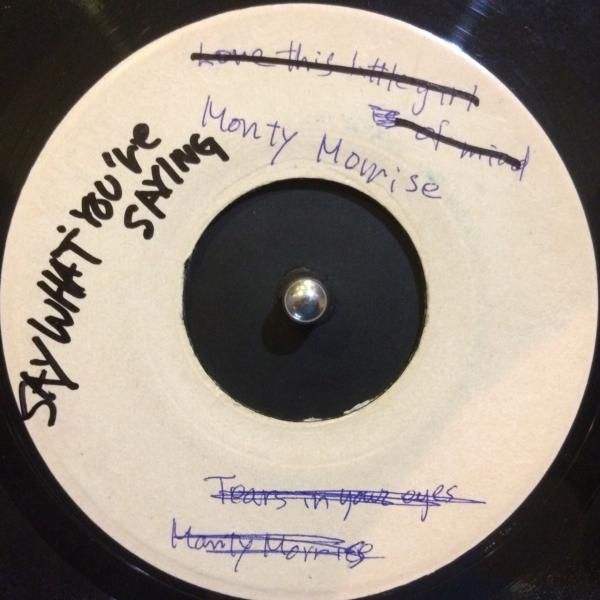 Love this little girl
of mind
Monty Morrise
SAY WHAT YOU're
SAYING
Tears in your eyes
Monty Morrise